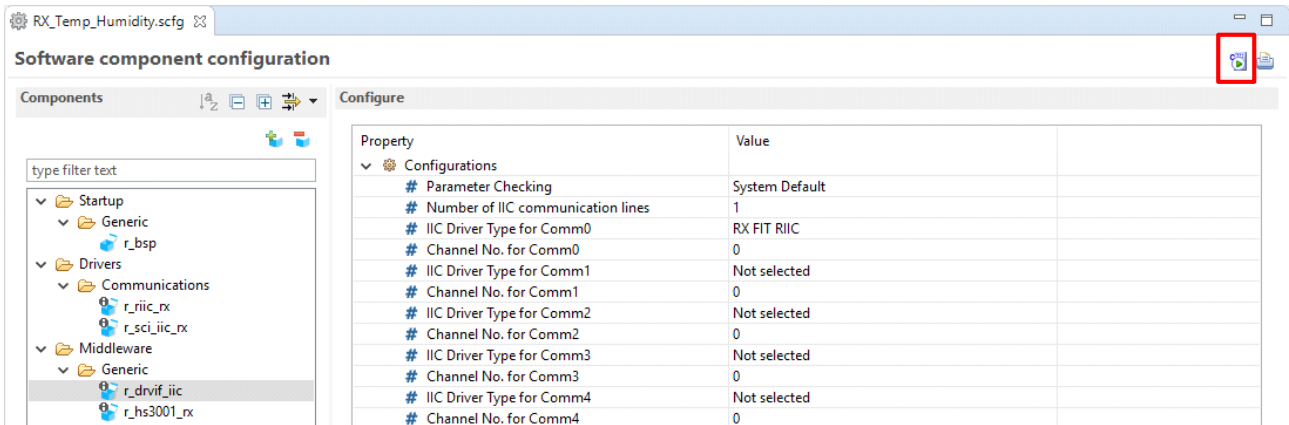 RX_Temp_Humidity.scfg
Software component configuration
Components
Configure
type filter text
Startup
Generic
r_bsp
Drivers
Communications
r_riic_rx
r_sci_iic_rx
Middleware
Generic
r_drvif_iic
r_hs3001_rx
Property Value
Configurations
# Parameter Checking System Default
# Number of IIC communication lines 1
# IIC Driver Type for Comm0 RX FIT RIIC
# Channel No. for Comm0 0
# IIC Driver Type for Comm1 Not selected
# Channel No. for Comm1 0
# IIC Driver Type for Comm2 Not selected
# Channel No. for Comm2 0
# IIC Driver Type for Comm3 Not selected
# Channel No. for Comm3 0
# IIC Driver Type for Comm4 Not selected
# Channel No. for Comm4 0